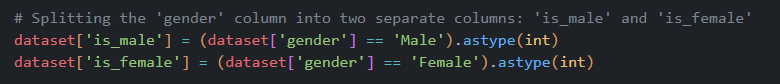 # Splitting the 'gender' column into two separate columns: 'is_male' and 'is_female'
dataset['is_male'] = (dataset['gender'] == 'Male').astype(int)
dataset['is_female'] = (dataset['gender'] == 'Female').astype(int)